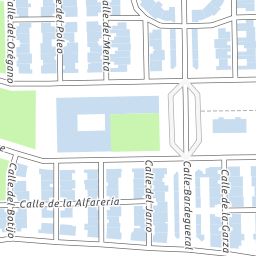 Calle del Orégano
Calle del Poleo
Calle del Menta
Calle del Botijo
Calle de la Alfarería
Calle del Jarro
Calle Bardegueral
Calle de la Garza